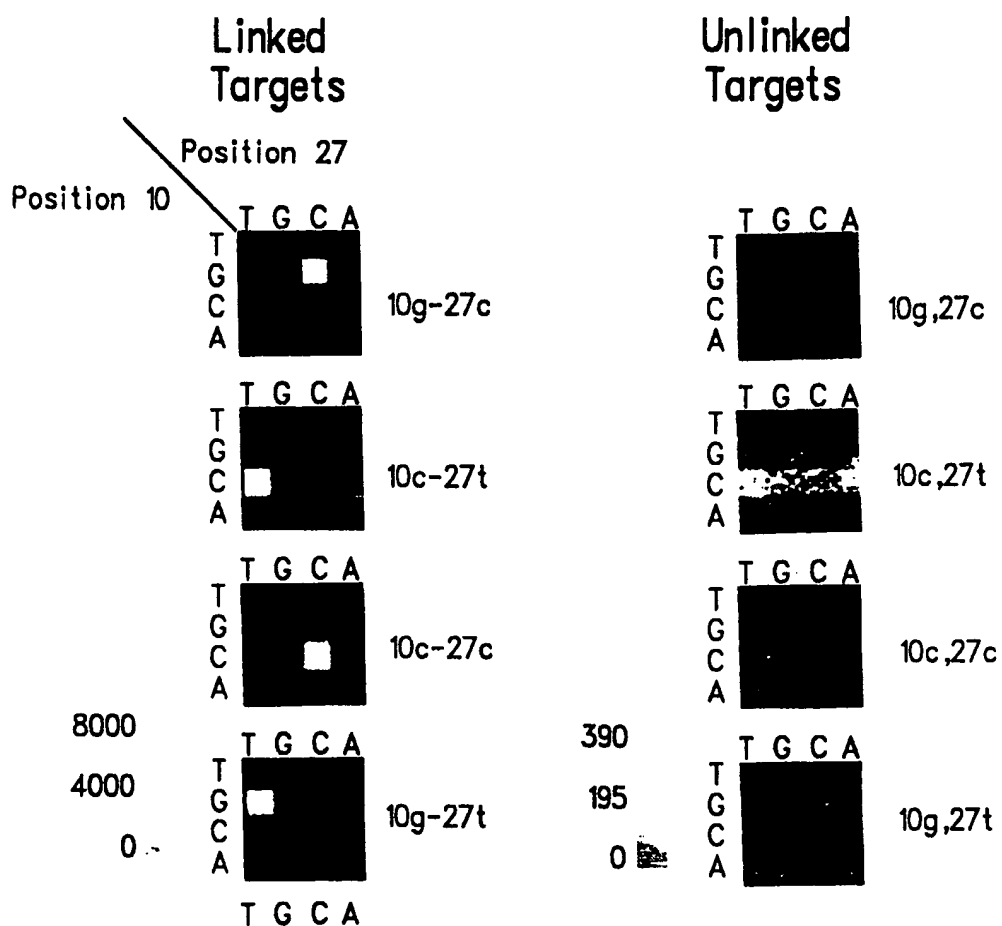 Linked
Targets
Position 27
Position 10
T G C A
T
G
C
A
10g-27c
T G C A
T
G
C
A
10c-27t
T G C A
T
G
C
A
10c-27c
8000
4000
0
T G C A
T
G
C
A
10g-27t
T G C A
Unlinked
Targets
T G C A
T
G
C
A
10g,27c
T G C A
T
G
C
A
10c,27t
T G C A
T
G
C
A
10c,27c
390
195
0
T G C A
T
G
C
A
10g,27t